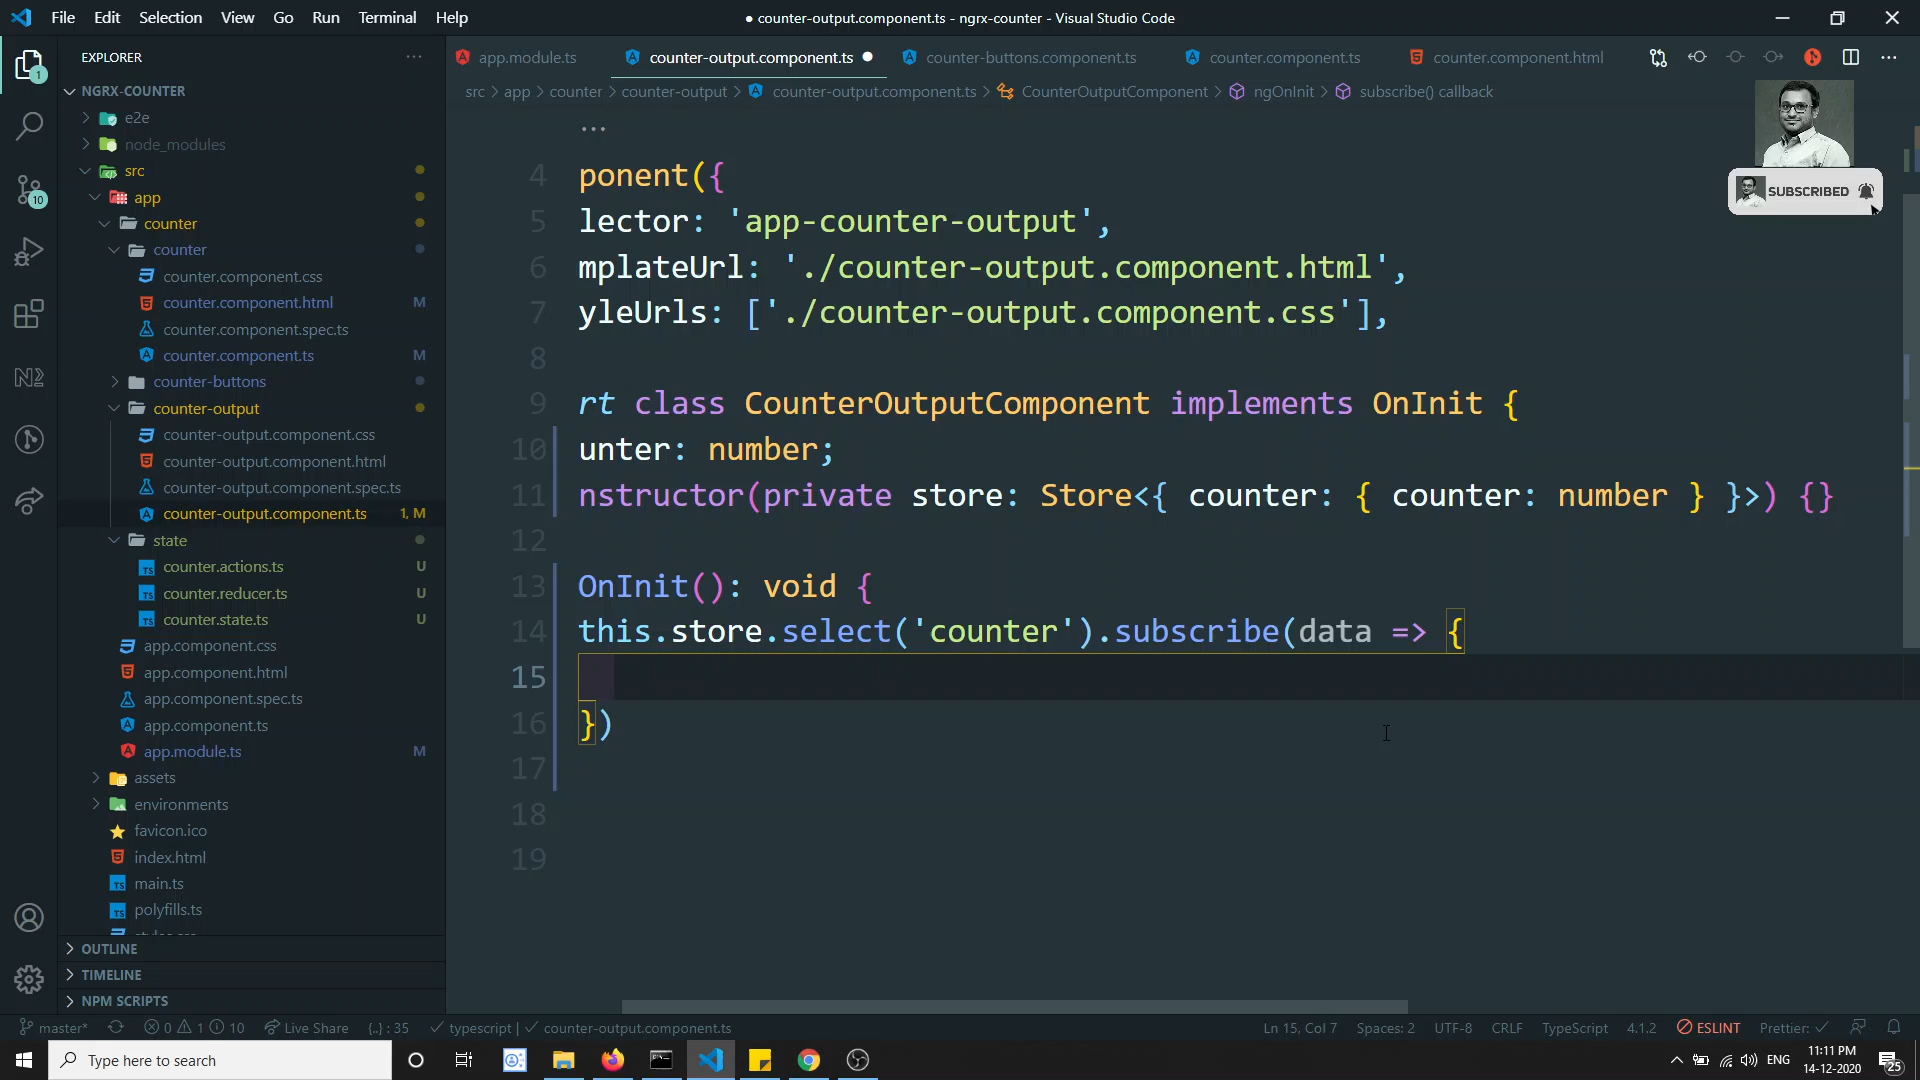 File Edit Selection View Go Run Terminal Help
● counter-output.component.ts - ngrx-counter - Visual Studio Code
EXPLORER
app.module.ts
counter-output.component.ts
counter-buttons.component.ts
counter.component.ts
counter.component.html
NGRX-COUNTER
src > app > counter > counter-output > counter-output.component.ts > CounterOutputComponent > ngOnInit > subscribe() callback
e2e
node_modules
src
app
counter
counter
counter.component.css
counter.component.html M
counter.component.spec.ts
counter.component.ts M
counter-buttons
counter-output
counter-output.component.css
counter-output.component.html
counter-output.component.spec.ts
counter-output.component.ts 1, M
state
counter.actions.ts U
counter.reducer.ts U
counter.state.ts U
app.component.css
app.component.html
app.component.spec.ts
app.component.ts
app.module.ts M
assets
environments
favicon.ico
index.html
main.ts
polyfills.ts
OUTLINE
TIMELINE
NPM SCRIPTS
1
10
...
4 ponent({
5 lector: 'app-counter-output',
6 mplateUrl: './counter-output.component.html',
7 yleUrls: ['./counter-output.component.css'],
8
9 rt class CounterOutputComponent implements OnInit {
10 unter: number;
11 nstructor(private store: Store<{ counter: { counter: number } }>) {}
12
13 OnInit(): void {
14 this.store.select('counter').subscribe(data => {
15
16 })
17
18
19
SUBSCRIBED
master* 0 1 10 Live Share {..} : 35 typescript | counter-output.component.ts
Ln 15, Col 7 Spaces: 2 UTF-8 CRLF TypeScript 4.1.2 ESLINT Prettier: ✓
Type here to search
ENG
11:11 PM
14-12-2020
25